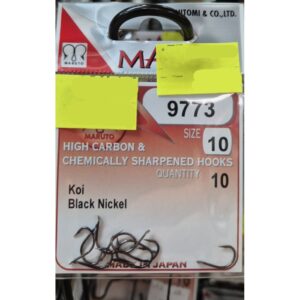 MITOMI & CO.,LTD.
MARUTO
MA
9773
SIZE 10
MARUTO
HIGH CARBON &
CHEMICALLY SHARPENED HOOKS
QUANTITY 10
Koi
Black Nickel
MADE IN JAPAN